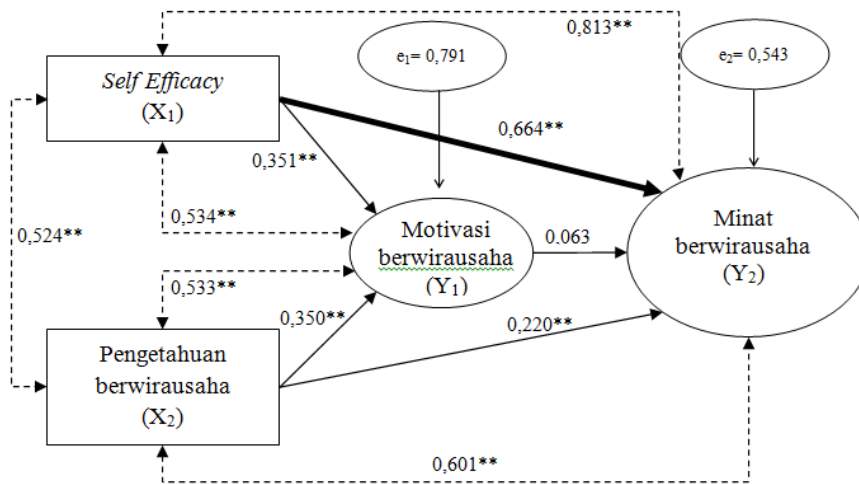 0,813**
e₁= 0,791
e₂= 0,543
Self Efficacy
(X₁)
0,664**
0,351**
0,534**
0,524**
Motivasi
berwirausaha
(Y₁)
0,063
Minat
berwirausaha
(Y₂)
0,533**
0,350**
0,220**
Pengetahuan
berwirausaha
(X₂)
0,601**